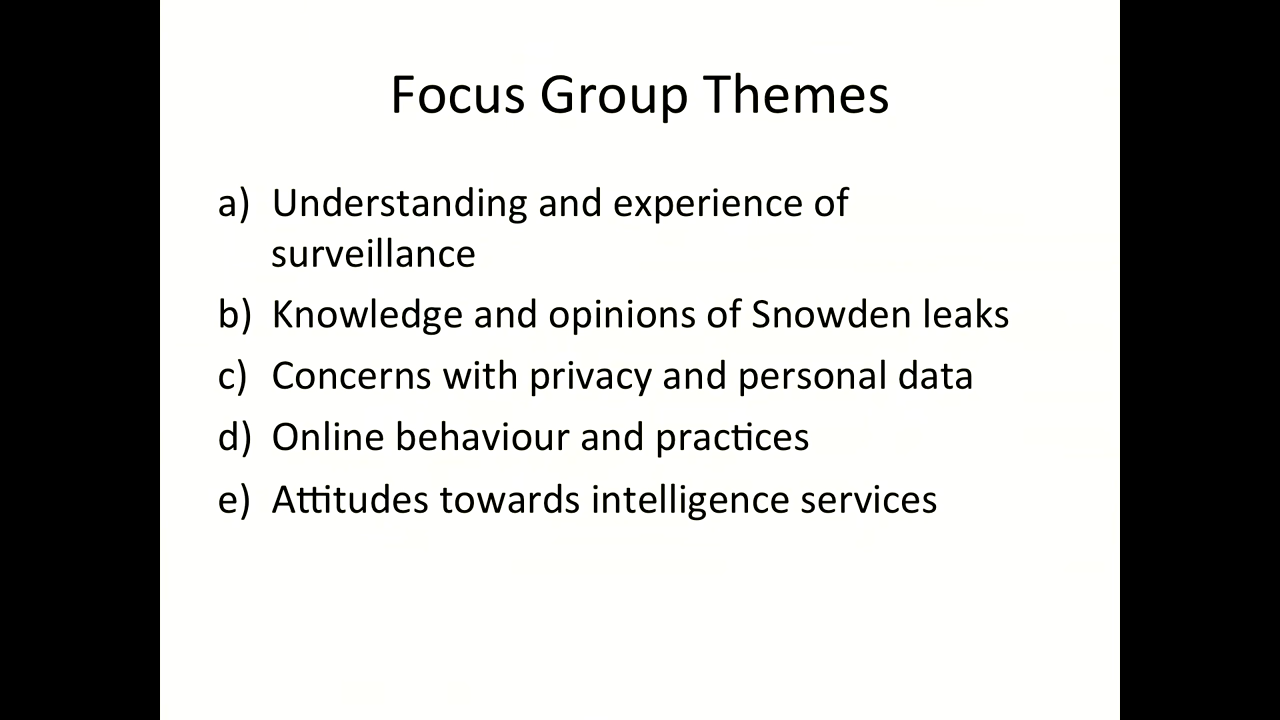 Focus Group Themes
a) Understanding and experience of
surveillance
b) Knowledge and opinions of Snowden leaks
c) Concerns with privacy and personal data
d) Online behaviour and practices
e) Attitudes towards intelligence services